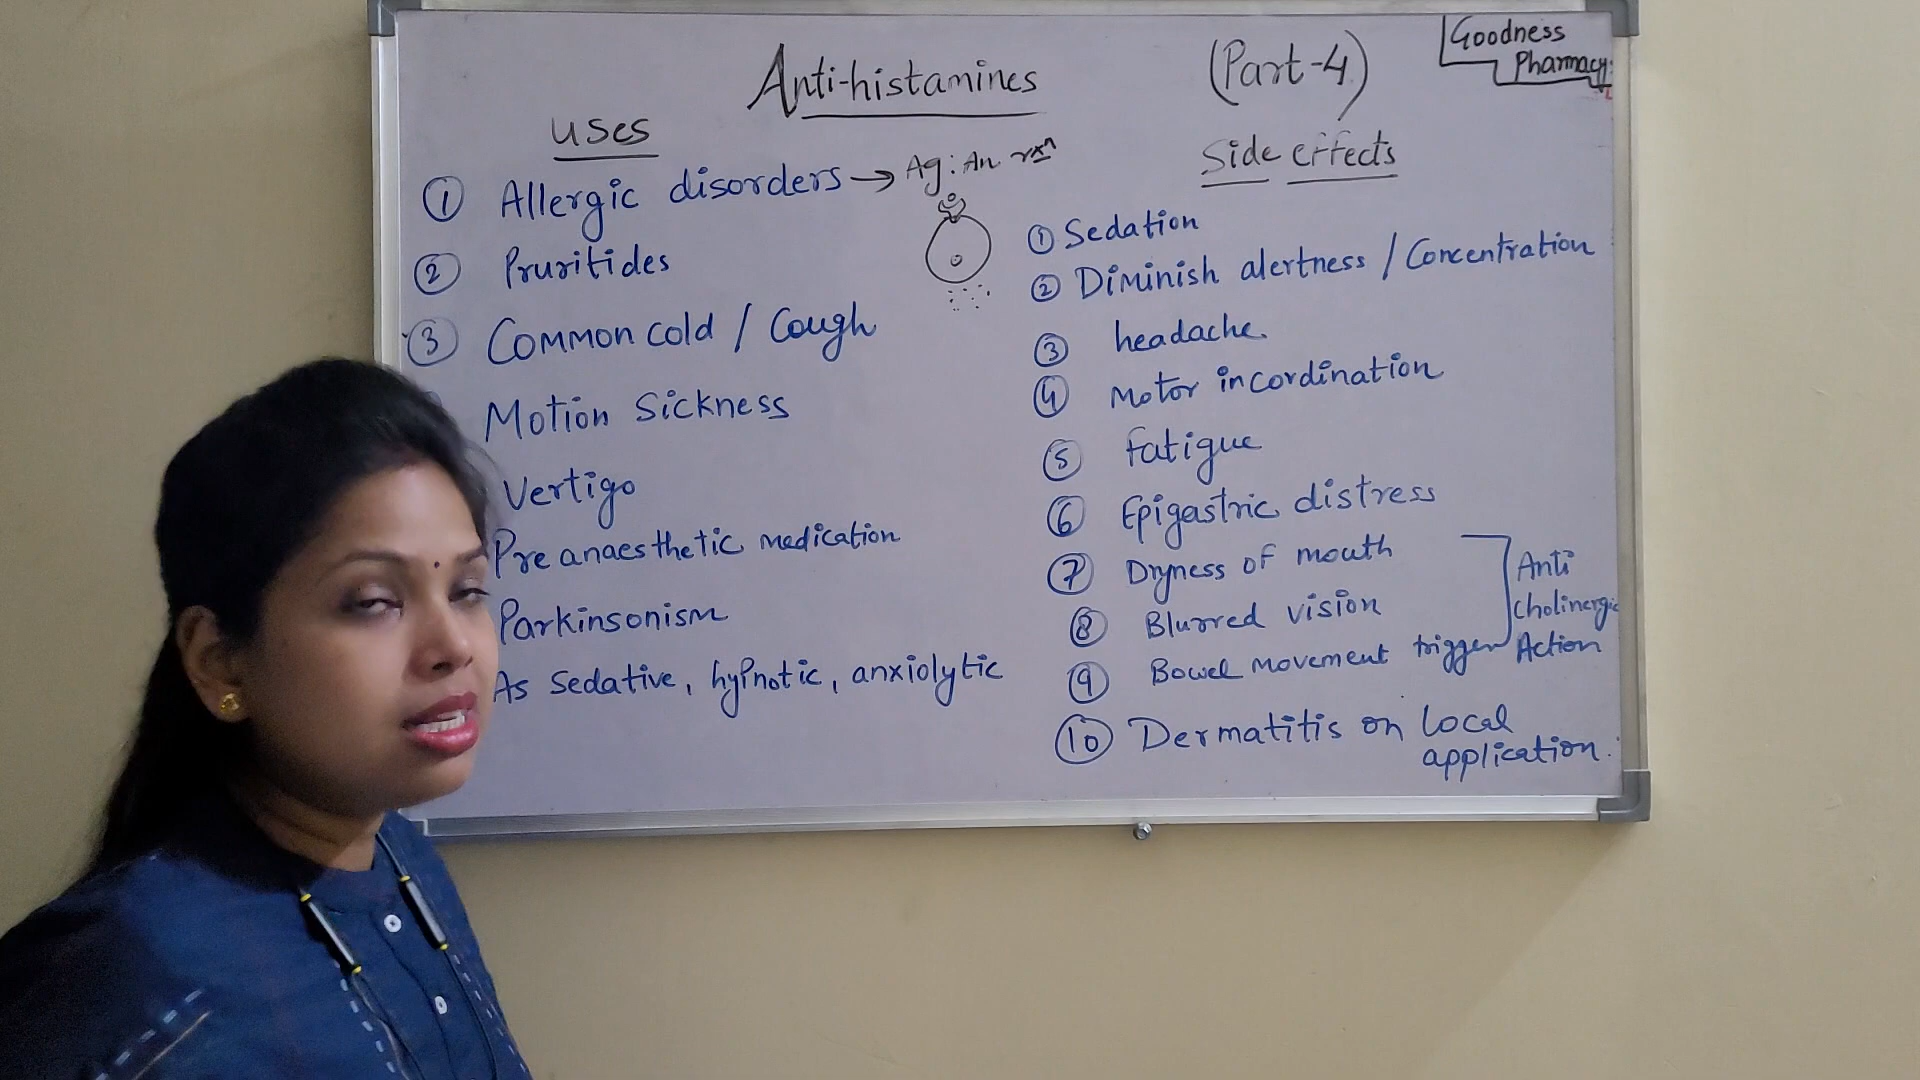 Anti-histamines (Part-4)
Goodness
Pharmacy
Uses
① Allergic disorders → Ag: An rxn
② Pruritides
③ Common cold / Cough
Motion Sickness
Vertigo
Pre anaesthetic medication
Parkinsonism
As Sedative, hypnotic, anxiolytic
Side effects
① Sedation
② Diminish alertness / Concentration
③ headache
④ Motor incordination
⑤ fatigue
⑥ Epigastric distress
⑦ Dryness of mouth
⑧ Blurred vision
⑨ Bowel movement trigger
Anti
cholinergic
Action
⑩ Dermatitis on local
application.